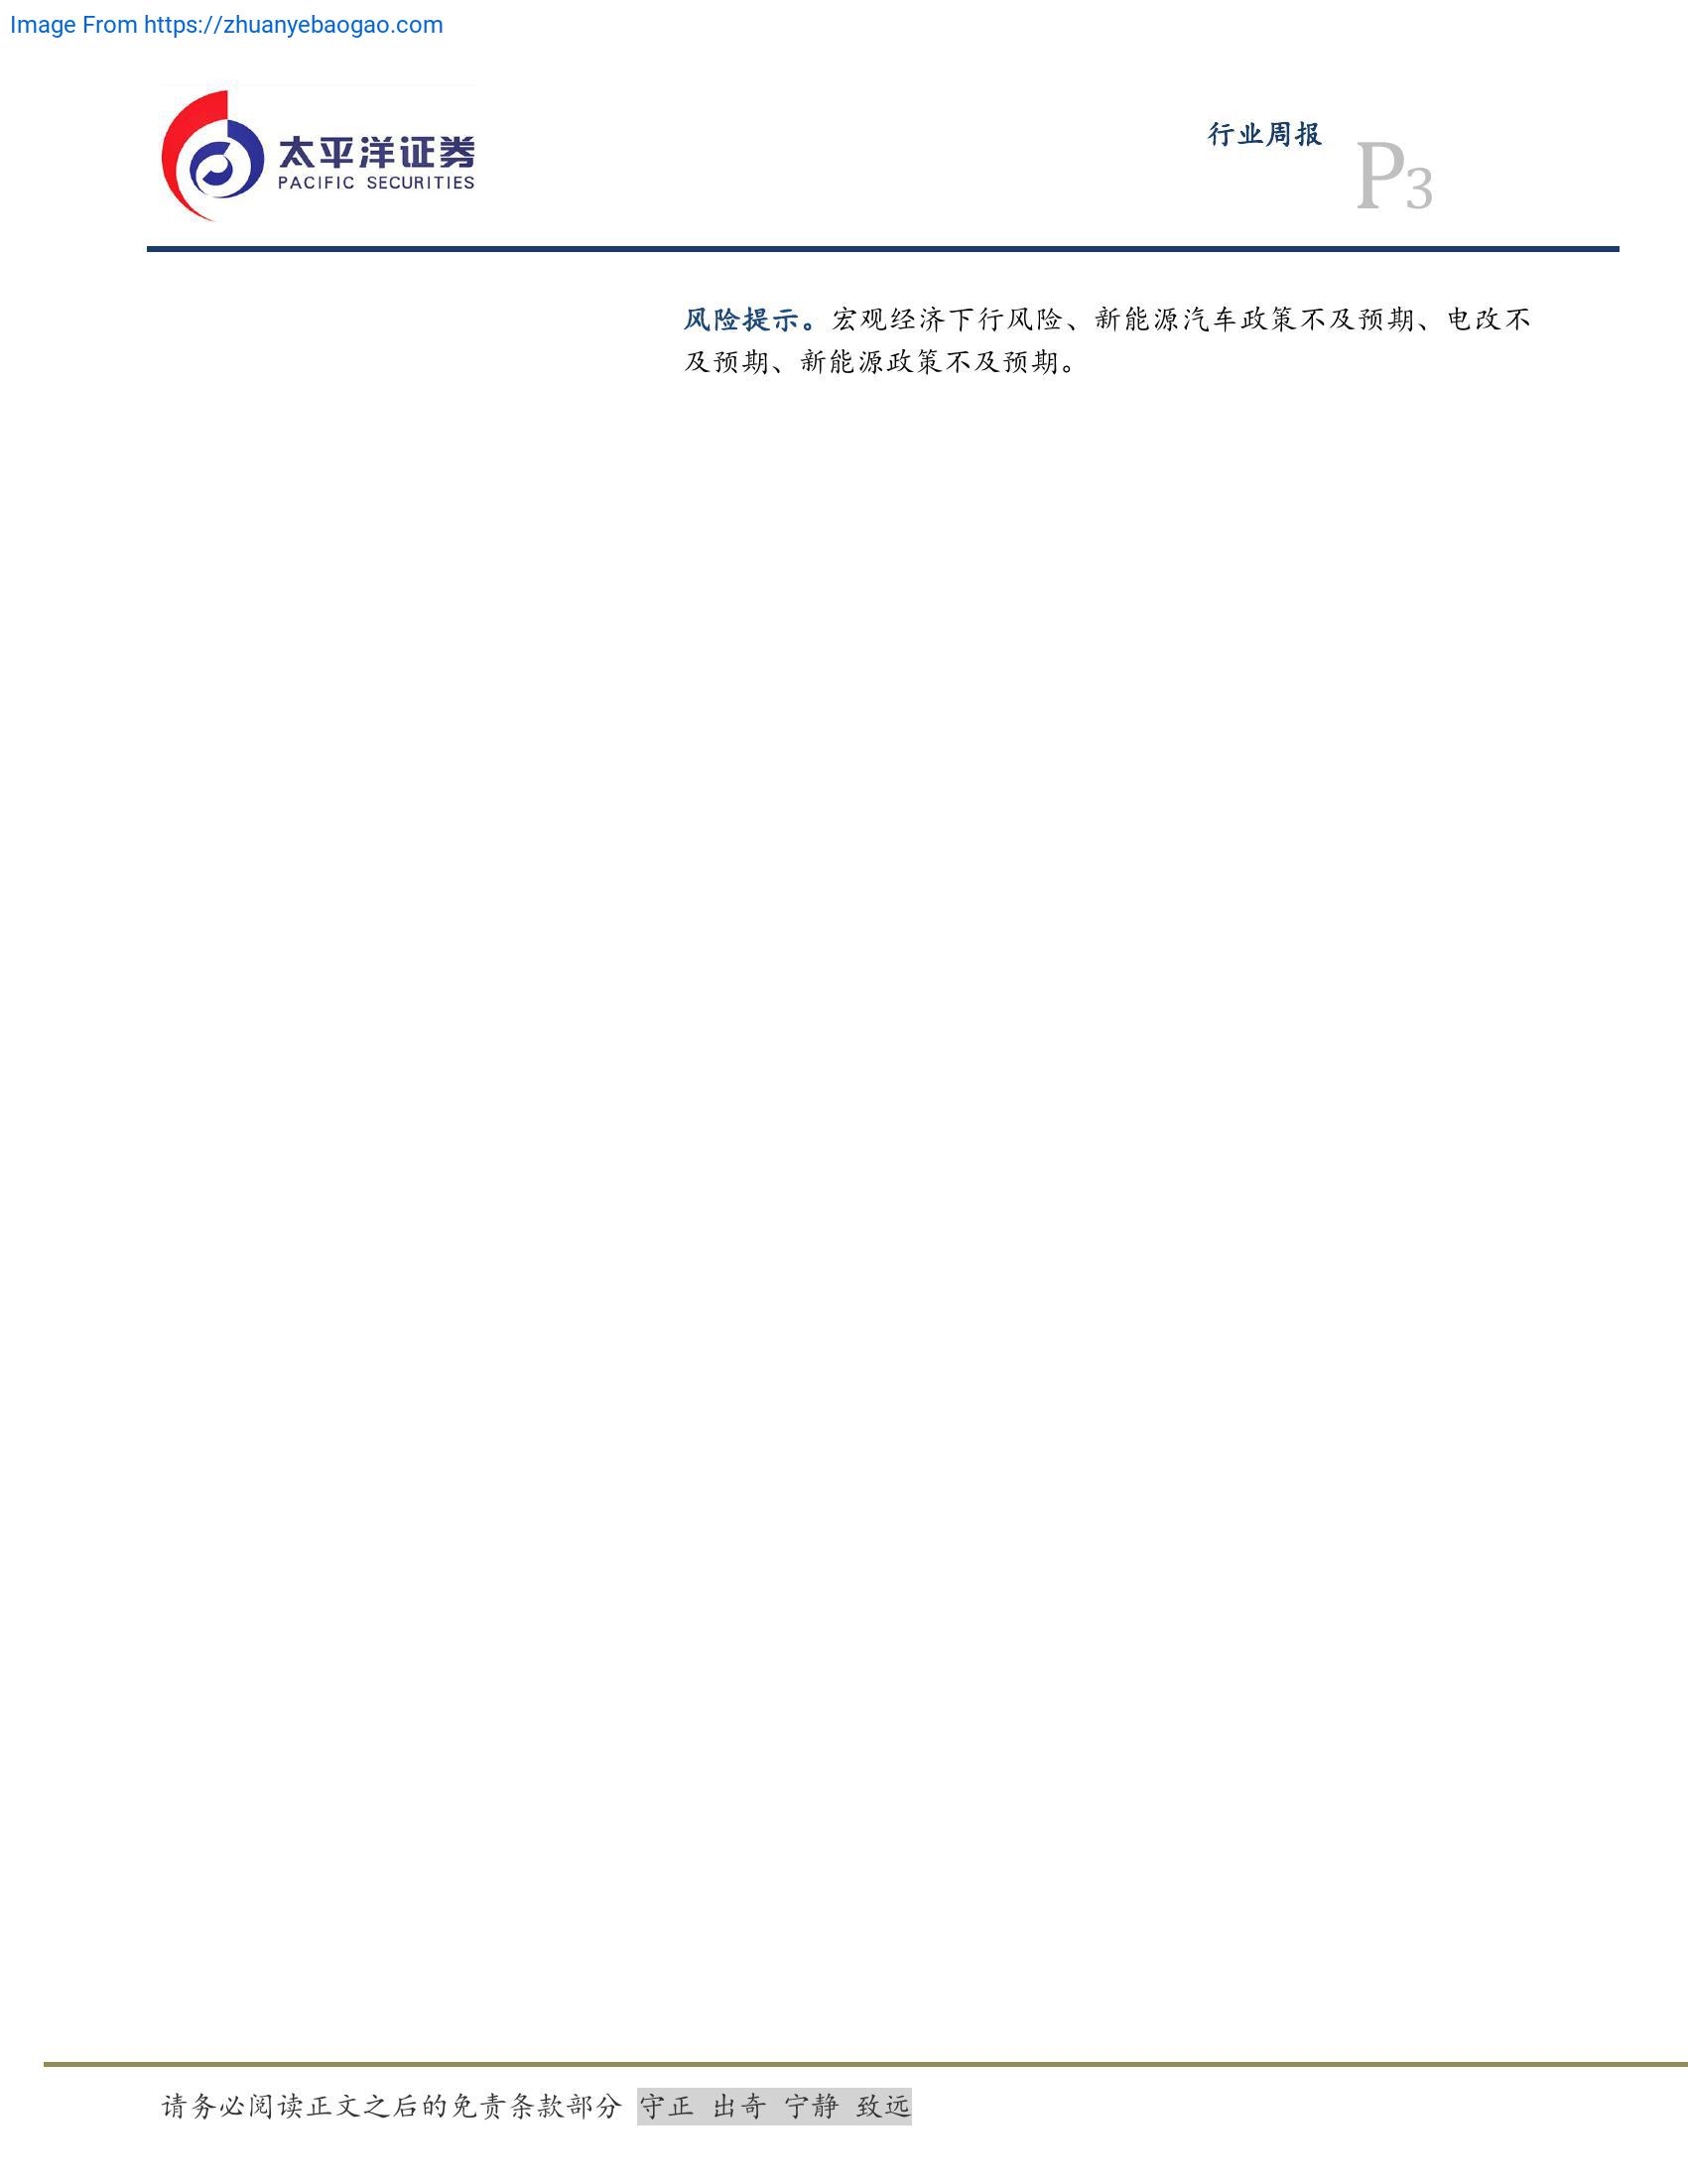 Image From https://zhuanyebaogao.com
太平洋证券
PACIFIC SECURITIES
行业周报
P3
风险提示。宏观经济下行风险、新能源汽车政策不及预期、电改不
及预期、新能源政策不及预期。
请务必阅读正文之后的免责条款部分 守正 出奇 宁静 致远